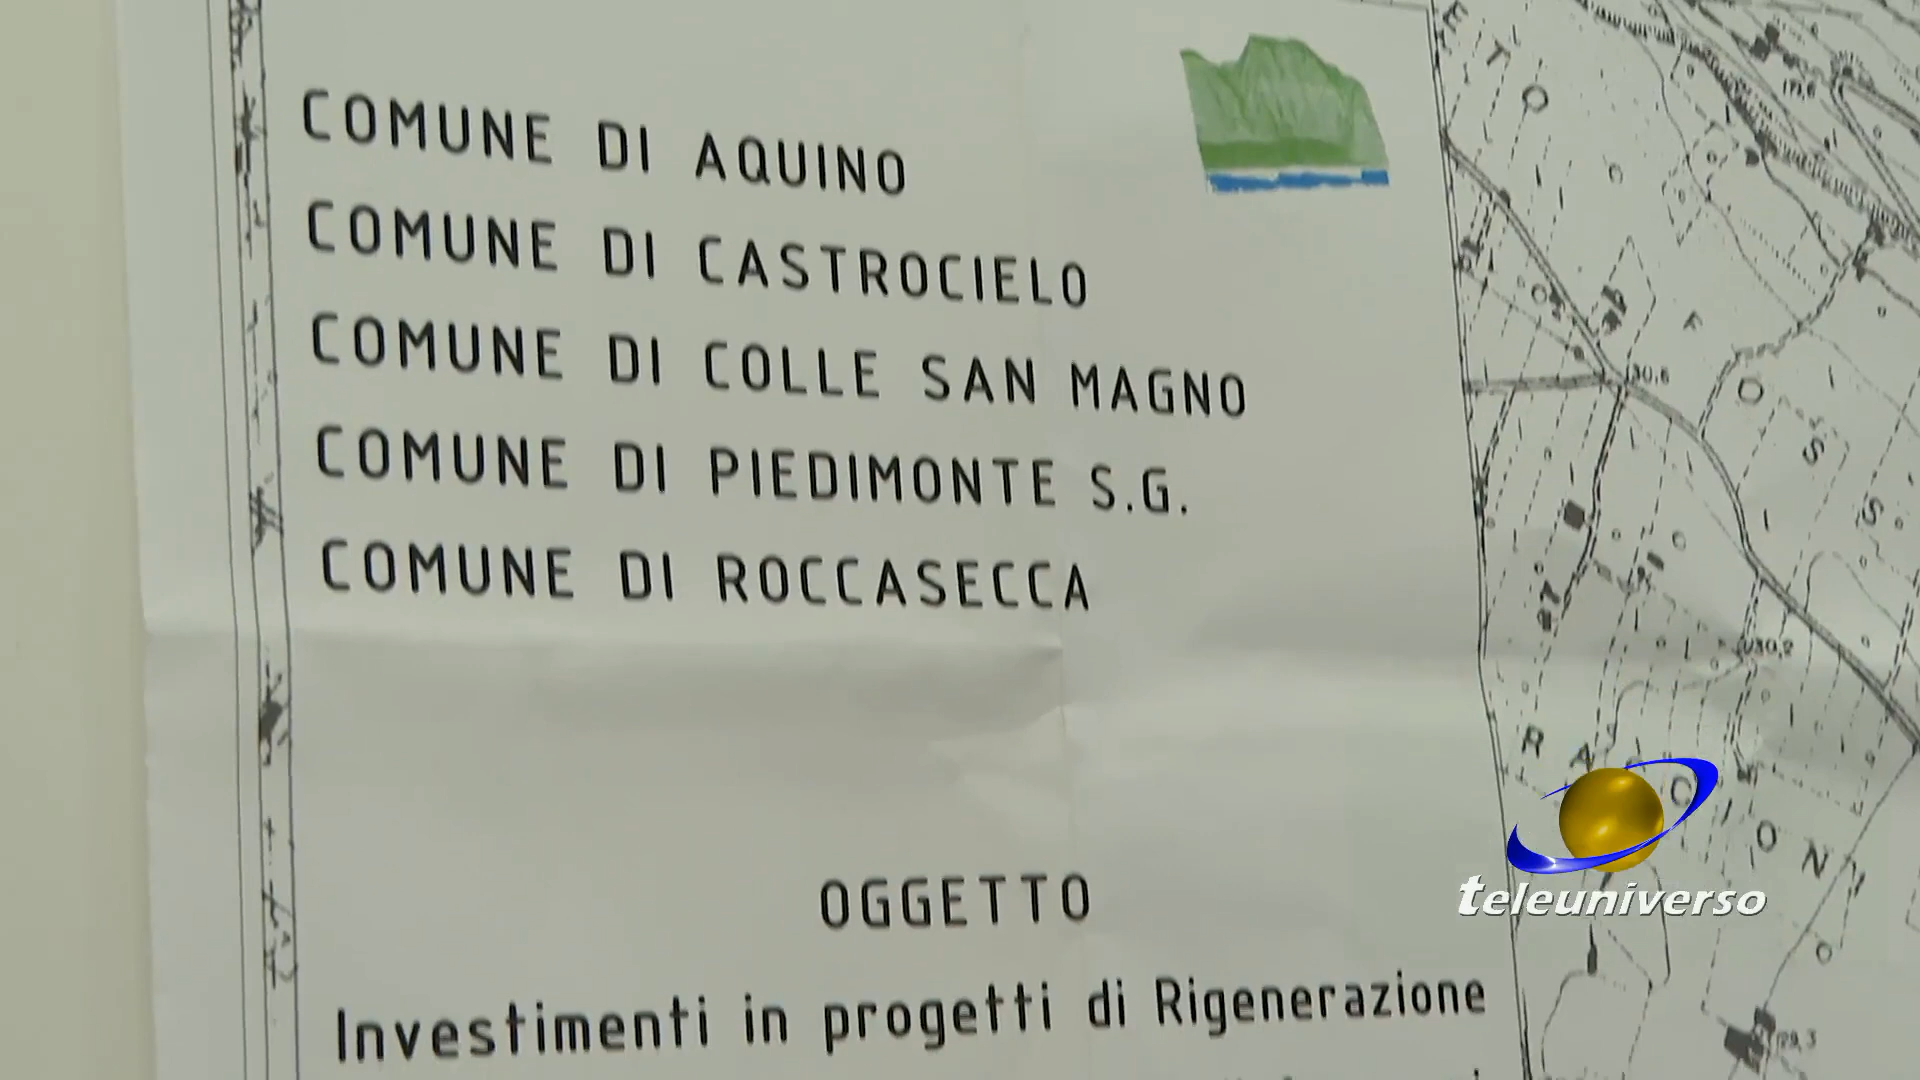 COMUNE DI AQUINO
COMUNE DI CASTROCIELO
COMUNE DI COLLE SAN MAGNO
COMUNE DI PIEDIMONTE S.G.
COMUNE DI ROCCASECCA
OGGETTO
Investimenti in progetti di Rigenerazione
teleuniverso